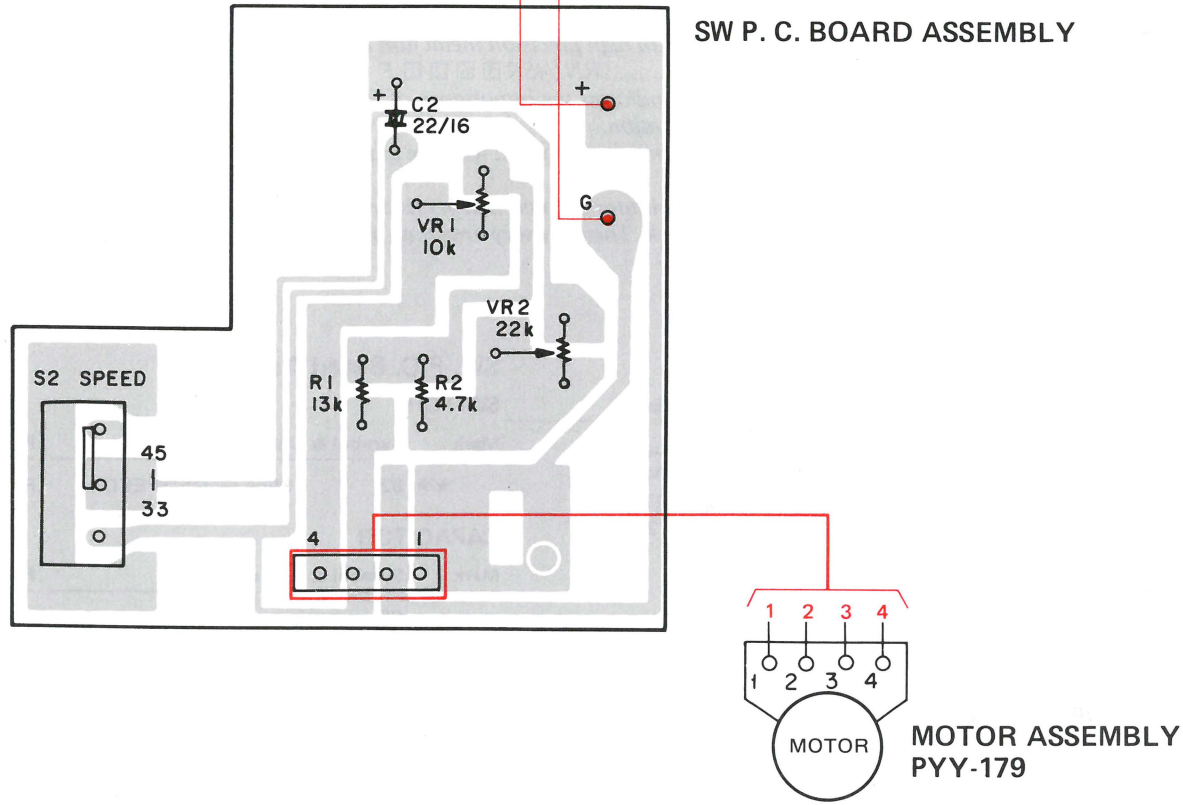 SW P. C. BOARD ASSEMBLY
+
C2
22/16
+
G
VR1
10k
VR2
22k
R1
13k
R2
4.7k
S2 SPEED
45
33
4 1
1 2 3 4
1 2 3 4
MOTOR
MOTOR ASSEMBLY
PYY-179